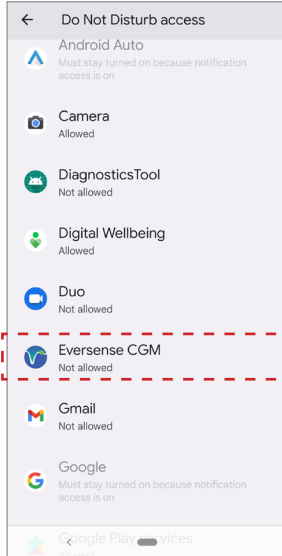 Do Not Disturb access
Android Auto
Must stay turned on because notification
access is on
Camera
Allowed
DiagnosticsTool
Not allowed
Digital Wellbeing
Allowed
Duo
Not allowed
Eversense CGM
Not allowed
Gmail
Not allowed
Google
Must stay turned on because notification
access is on
Google Play services